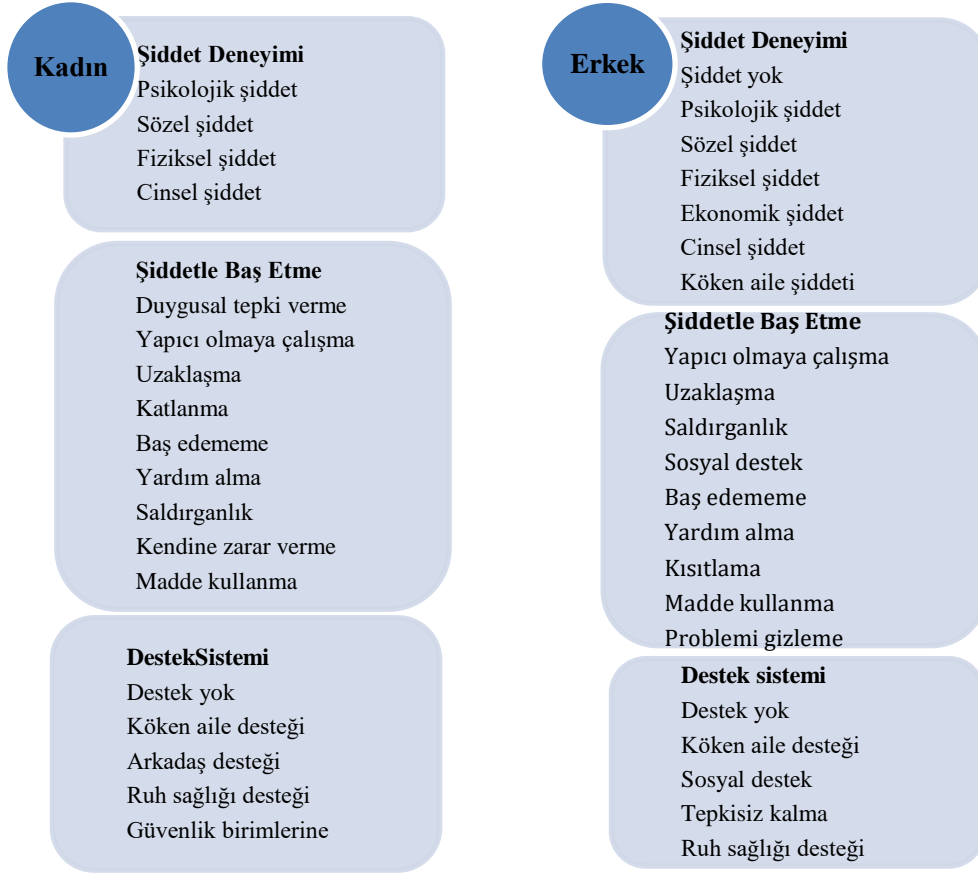 Kadın
Şiddet Deneyimi
Psikolojik şiddet
Sözel şiddet
Fiziksel şiddet
Cinsel şiddet
Şiddetle Baş Etme
Duygusal tepki verme
Yapıcı olmaya çalışma
Uzaklaşma
Katlanma
Baş edememe
Yardım alma
Saldırganlık
Kendine zarar verme
Madde kullanma
DestekSistemi
Destek yok
Köken aile desteği
Arkadaş desteği
Ruh sağlığı desteği
Güvenlik birimlerine
Erkek
Şiddet Deneyimi
Şiddet yok
Psikolojik şiddet
Sözel şiddet
Fiziksel şiddet
Ekonomik şiddet
Cinsel şiddet
Köken aile şiddeti
Şiddetle Baş Etme
Yapıcı olmaya çalışma
Uzaklaşma
Saldırganlık
Sosyal destek
Baş edememe
Yardım alma
Kısıtlama
Madde kullanma
Problemi gizleme
Destek sistemi
Destek yok
Köken aile desteği
Sosyal destek
Tepkisiz kalma
Ruh sağlığı desteği